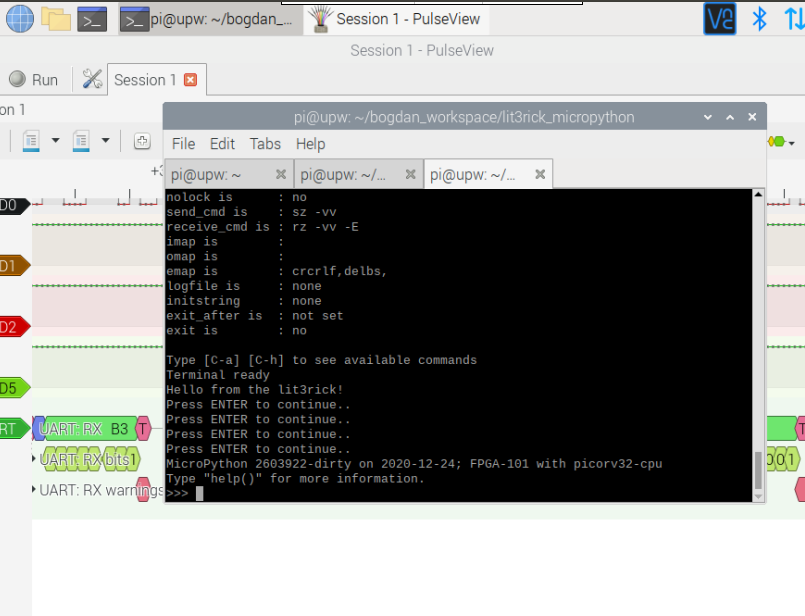 pi@upw: ~/bogdan_...
Session 1 - PulseView
Session 1 - PulseView
Run
Session 1
on 1
pi@upw: ~/bogdan_workspace/lit3rick_micropython
File Edit Tabs Help
pi@upw: ~
pi@upw: ~/...
pi@upw: ~/...
nolock is : no
send_cmd is : sz -vv
receive_cmd is : rz -vv -E
imap is :
omap is :
emap is : crcrlf,delbs,
logfile is : none
initstring : none
exit_after is : not set
exit is : no
Type [C-a] [C-h] to see available commands
Terminal ready
Hello from the lit3rick!
Press ENTER to continue..
Press ENTER to continue..
Press ENTER to continue..
Press ENTER to continue..
MicroPython 2603922-dirty on 2020-12-24; FPGA-101 with picorv32-cpu
Type "help()" for more information.
>>>
+3
D0
D1
D2
D5
RT
UART: RX B3 T
UART: RX bits 1
001
UART: RX warnings